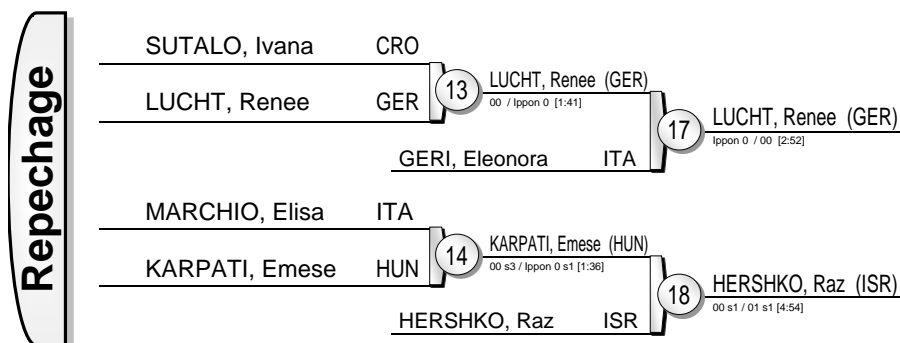 Repechage
SUTALO, Ivana CRO
LUCHT, Renee GER
13
LUCHT, Renee (GER)
00 / Ippon 0 [1:41]
GERI, Eleonora ITA
17
LUCHT, Renee (GER)
Ippon 0 / 00 [2:52]
MARCHIO, Elisa ITA
KARPATI, Emese HUN
14
KARPATI, Emese (HUN)
00 s3 / Ippon 0 s1 [1:36]
HERSHKO, Raz ISR
18
HERSHKO, Raz (ISR)
00 s1 / 01 s1 [4:54]